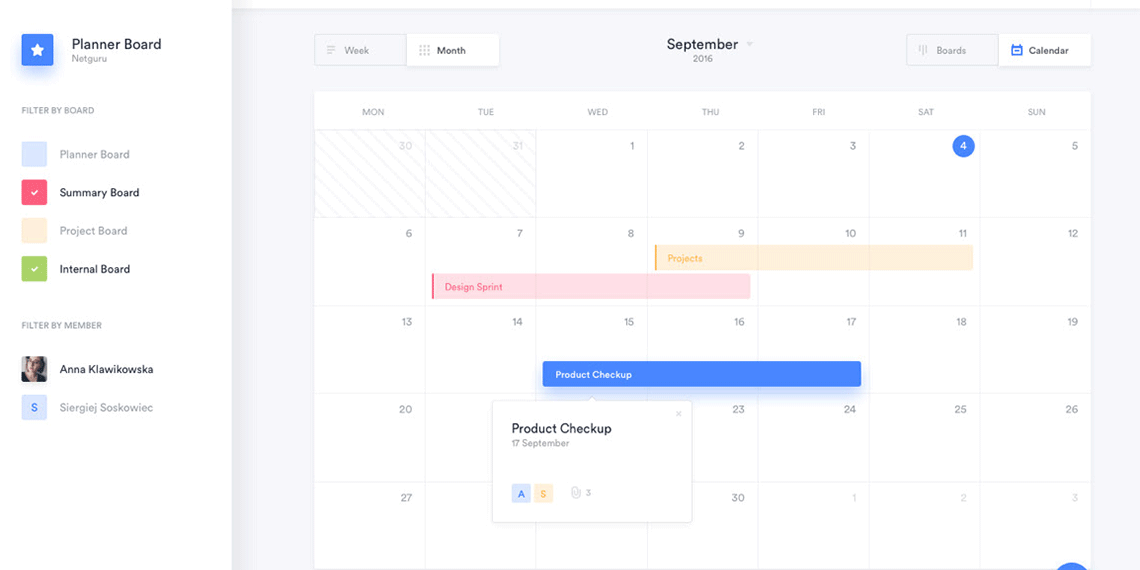 Planner Board
Netguru
FILTER BY BOARD
Planner Board
Summary Board
Project Board
Internal Board
FILTER BY MEMBER
Anna Klawikowska
S Siergiej Soskowiec
Week Month September Boards Calendar
2016
MON TUE WED THU FRI SAT SUN
30 31 1 2 3 4 5
6 7 8 9 10 11 12
Projects
Design Sprint
13 14 15 16 17 18 19
Product Checkup
20 23 24 25 26
×
Product Checkup
17 September
A S 3
27 30 1 2 3